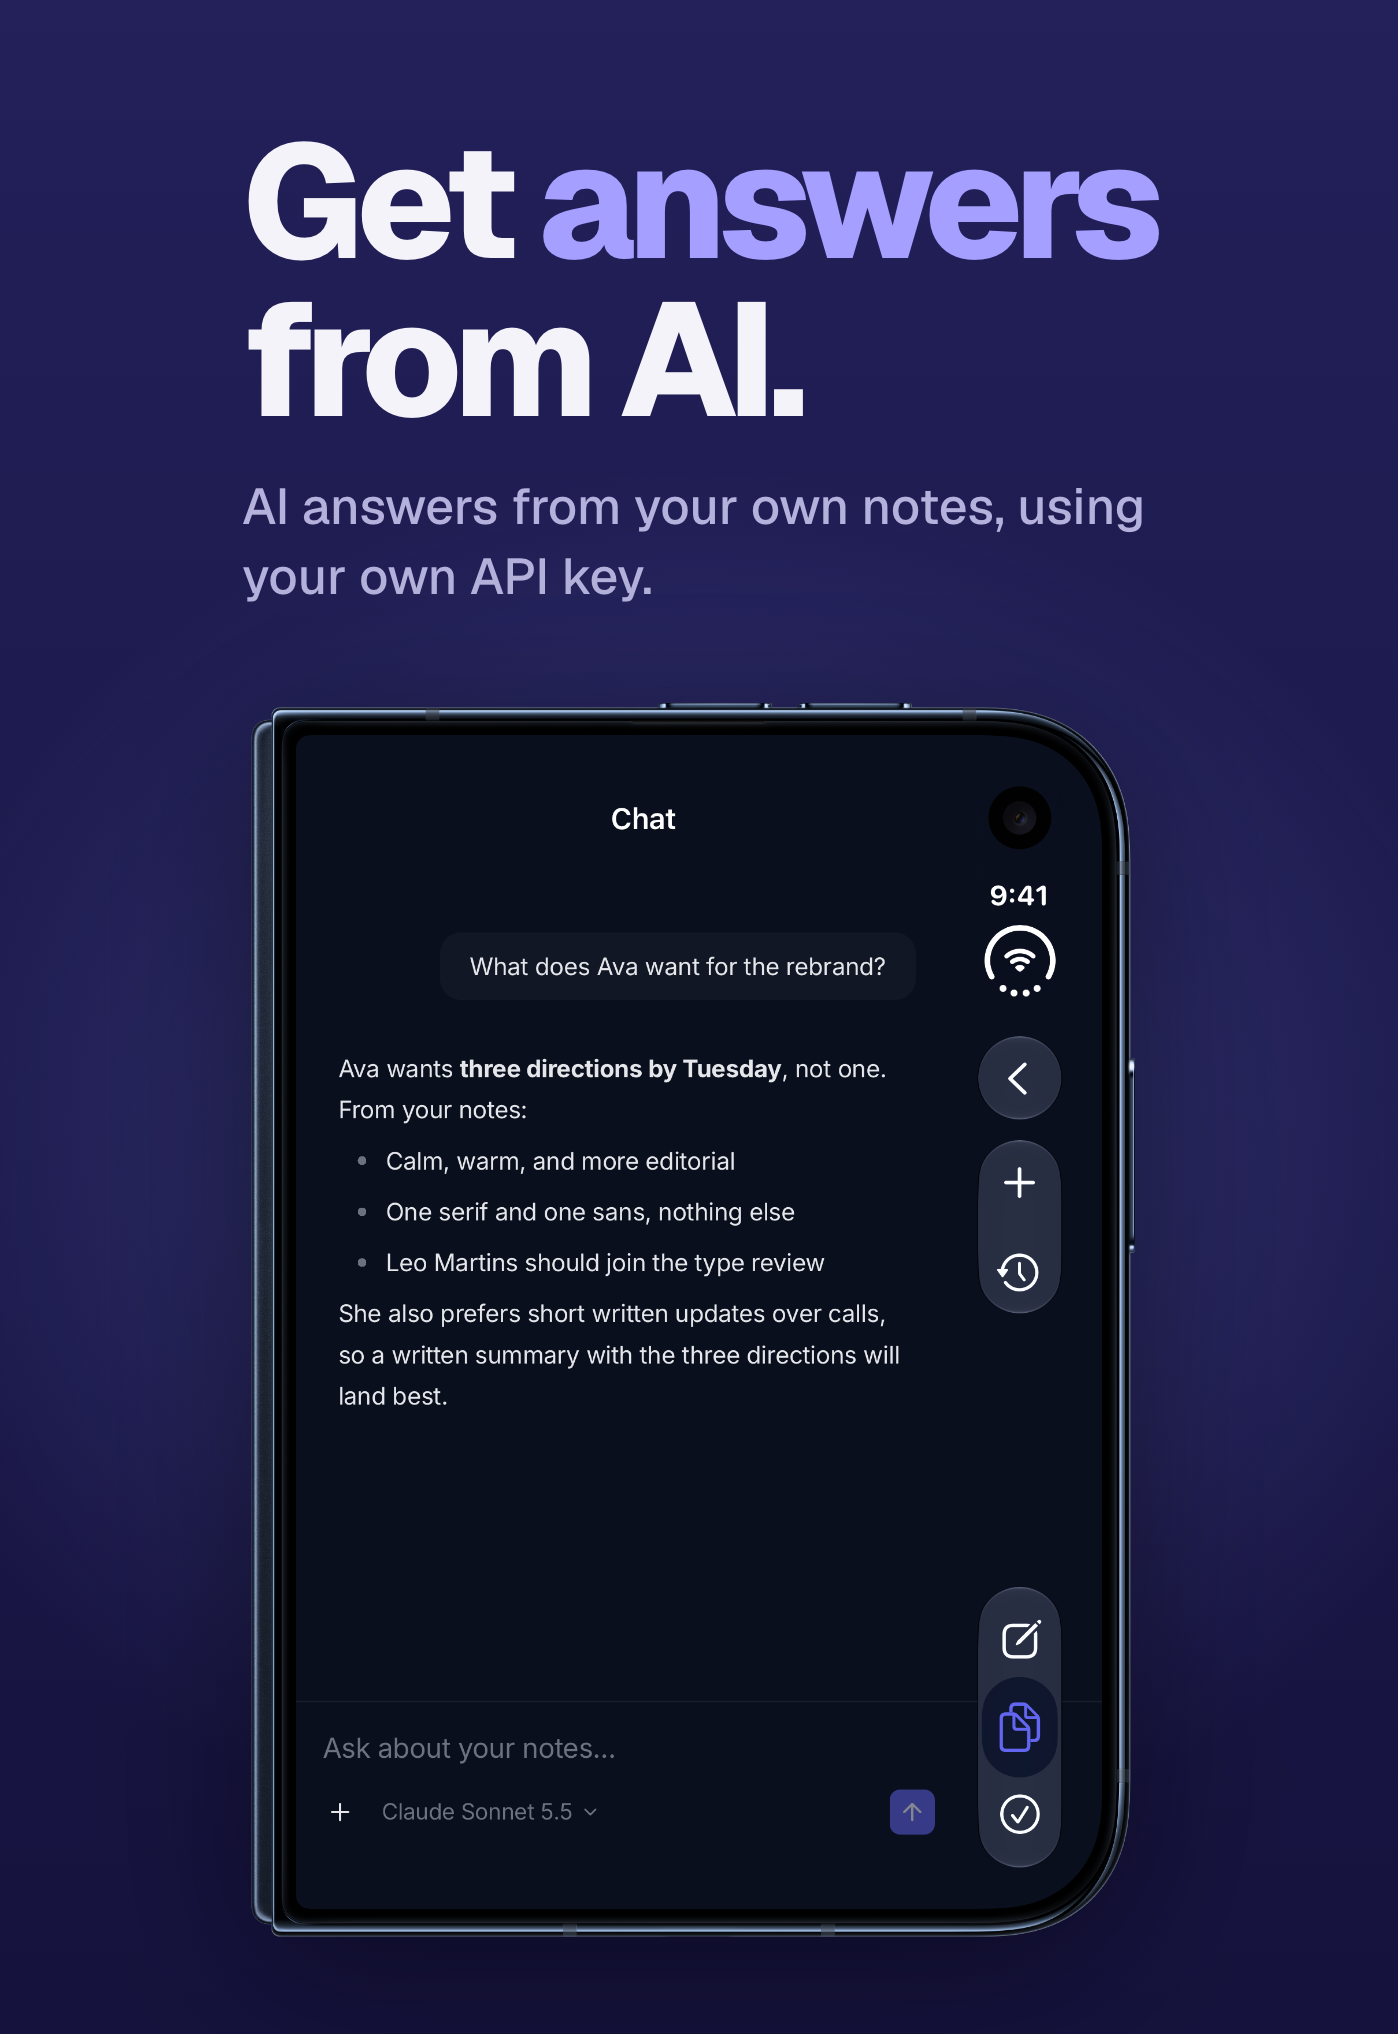 Get answers
from AI.
AI answers from your own notes, using
your own API key.
Chat
9:41
What does Ava want for the rebrand?
Ava wants three directions by Tuesday, not one.
From your notes:
Calm, warm, and more editorial
One serif and one sans, nothing else
Leo Martins should join the type review
She also prefers short written updates over calls,
so a written summary with the three directions will
land best.
Ask about your notes...
Claude Sonnet 5.5